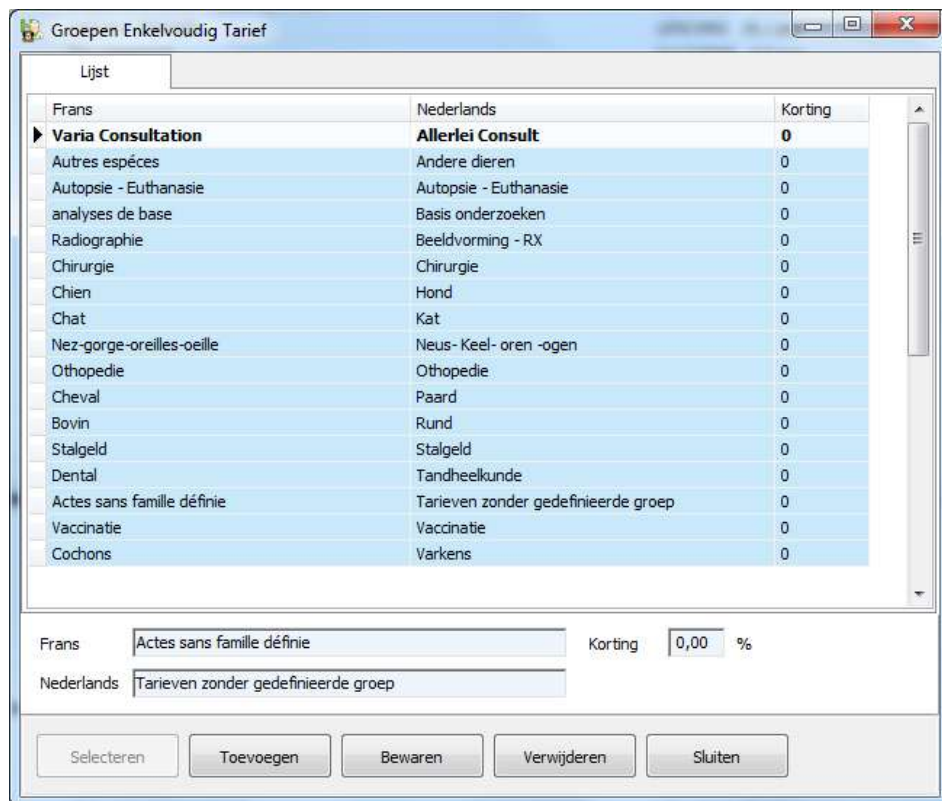 Groepen Enkelvoudig Tarief
Lijst
Frans Nederlands Korting
Varia Consultation Allerlei Consult 0
Autres espéces Andere dieren 0
Autopsie - Euthanasie Autopsie - Euthanasie 0
analyses de base Basis onderzoeken 0
Radiographie Beeldvorming - RX 0
Chirurgie Chirurgie 0
Chien Hond 0
Chat Kat 0
Nez-gorge-oreilles-oeille Neus- Keel- oren -ogen 0
Othopedie Othopedie 0
Cheval Paard 0
Bovin Rund 0
Stalgeld Stalgeld 0
Dental Tandheelkunde 0
Actes sans famille définie Tarieven zonder gedefinieerde groep 0
Vaccinatie Vaccinatie 0
Cochons Varkens 0
Frans Actes sans famille définie Korting 0,00 %
Nederlands Tarieven zonder gedefinieerde groep
Selecteren Toevoegen Bewaren Verwijderen Sluiten